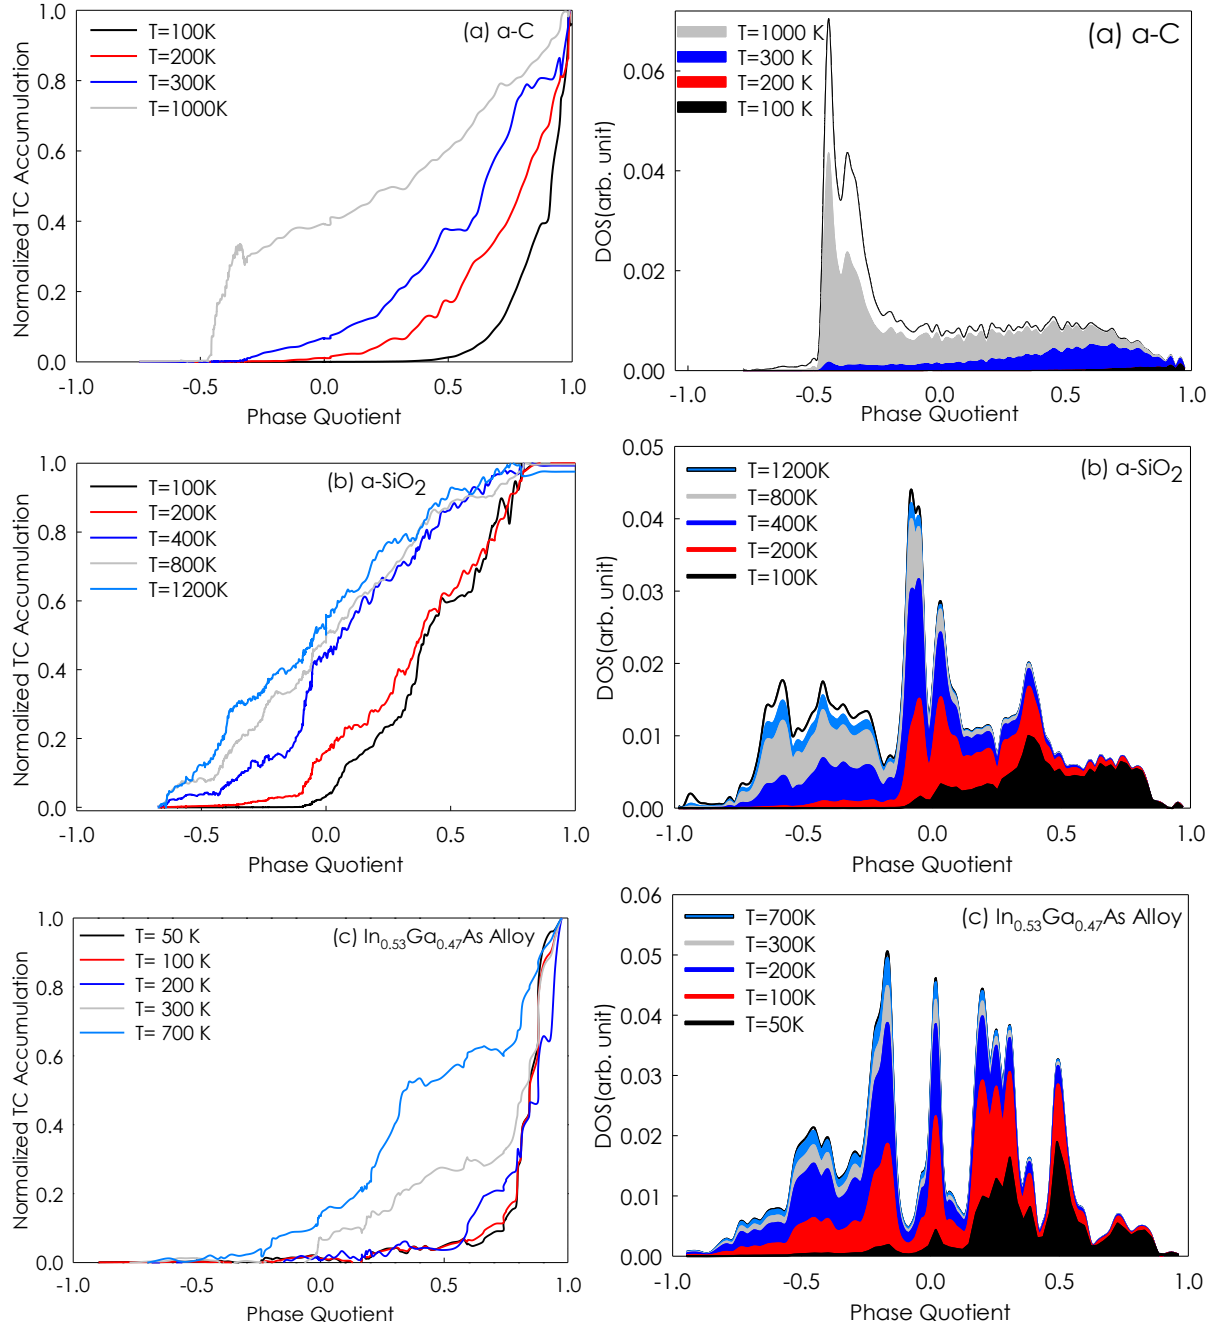 (a) a-C
T=100K
T=200K
T=300K
T=1000K
Normalized TC Accumulation
1.0
0.8
0.6
0.4
0.2
0.0
-1.0 -0.5 0.0 0.5 1.0
Phase Quotient
(a) a-C
T=1000 K
T=300 K
T=200 K
T=100 K
DOS(arb. unit)
0.06
0.04
0.02
0.00
-1.0 -0.5 0.0 0.5 1.0
Phase Quotient
(b) a-SiO2
T=100K
T=200K
T=400K
T=800K
T=1200K
Normalized TC Accumulation
1.0
0.8
0.6
0.4
0.2
0.0
-1.0 -0.5 0.0 0.5 1.0
Phase Quotient
(b) a-SiO2
T=1200K
T=800K
T=400K
T=200K
T=100K
DOS(arb. unit)
0.05
0.04
0.03
0.02
0.01
0.00
-1.0 -0.5 0.0 0.5 1.0
Phase Quotient
(c) In0.53Ga0.47As Alloy
T= 50 K
T= 100 K
T= 200 K
T= 300 K
T= 700 K
Normalized TC Accumulation
1.0
0.8
0.6
0.4
0.2
0.0
-1.0 -0.5 0.0 0.5 1.0
Phase Quotient
(c) In0.53Ga0.47As Alloy
T=700K
T=300K
T=200K
T=100K
T=50K
DOS(arb. unit)
0.06
0.05
0.04
0.03
0.02
0.01
0.00
-1.0 -0.5 0.0 0.5 1.0
Phase Quotient